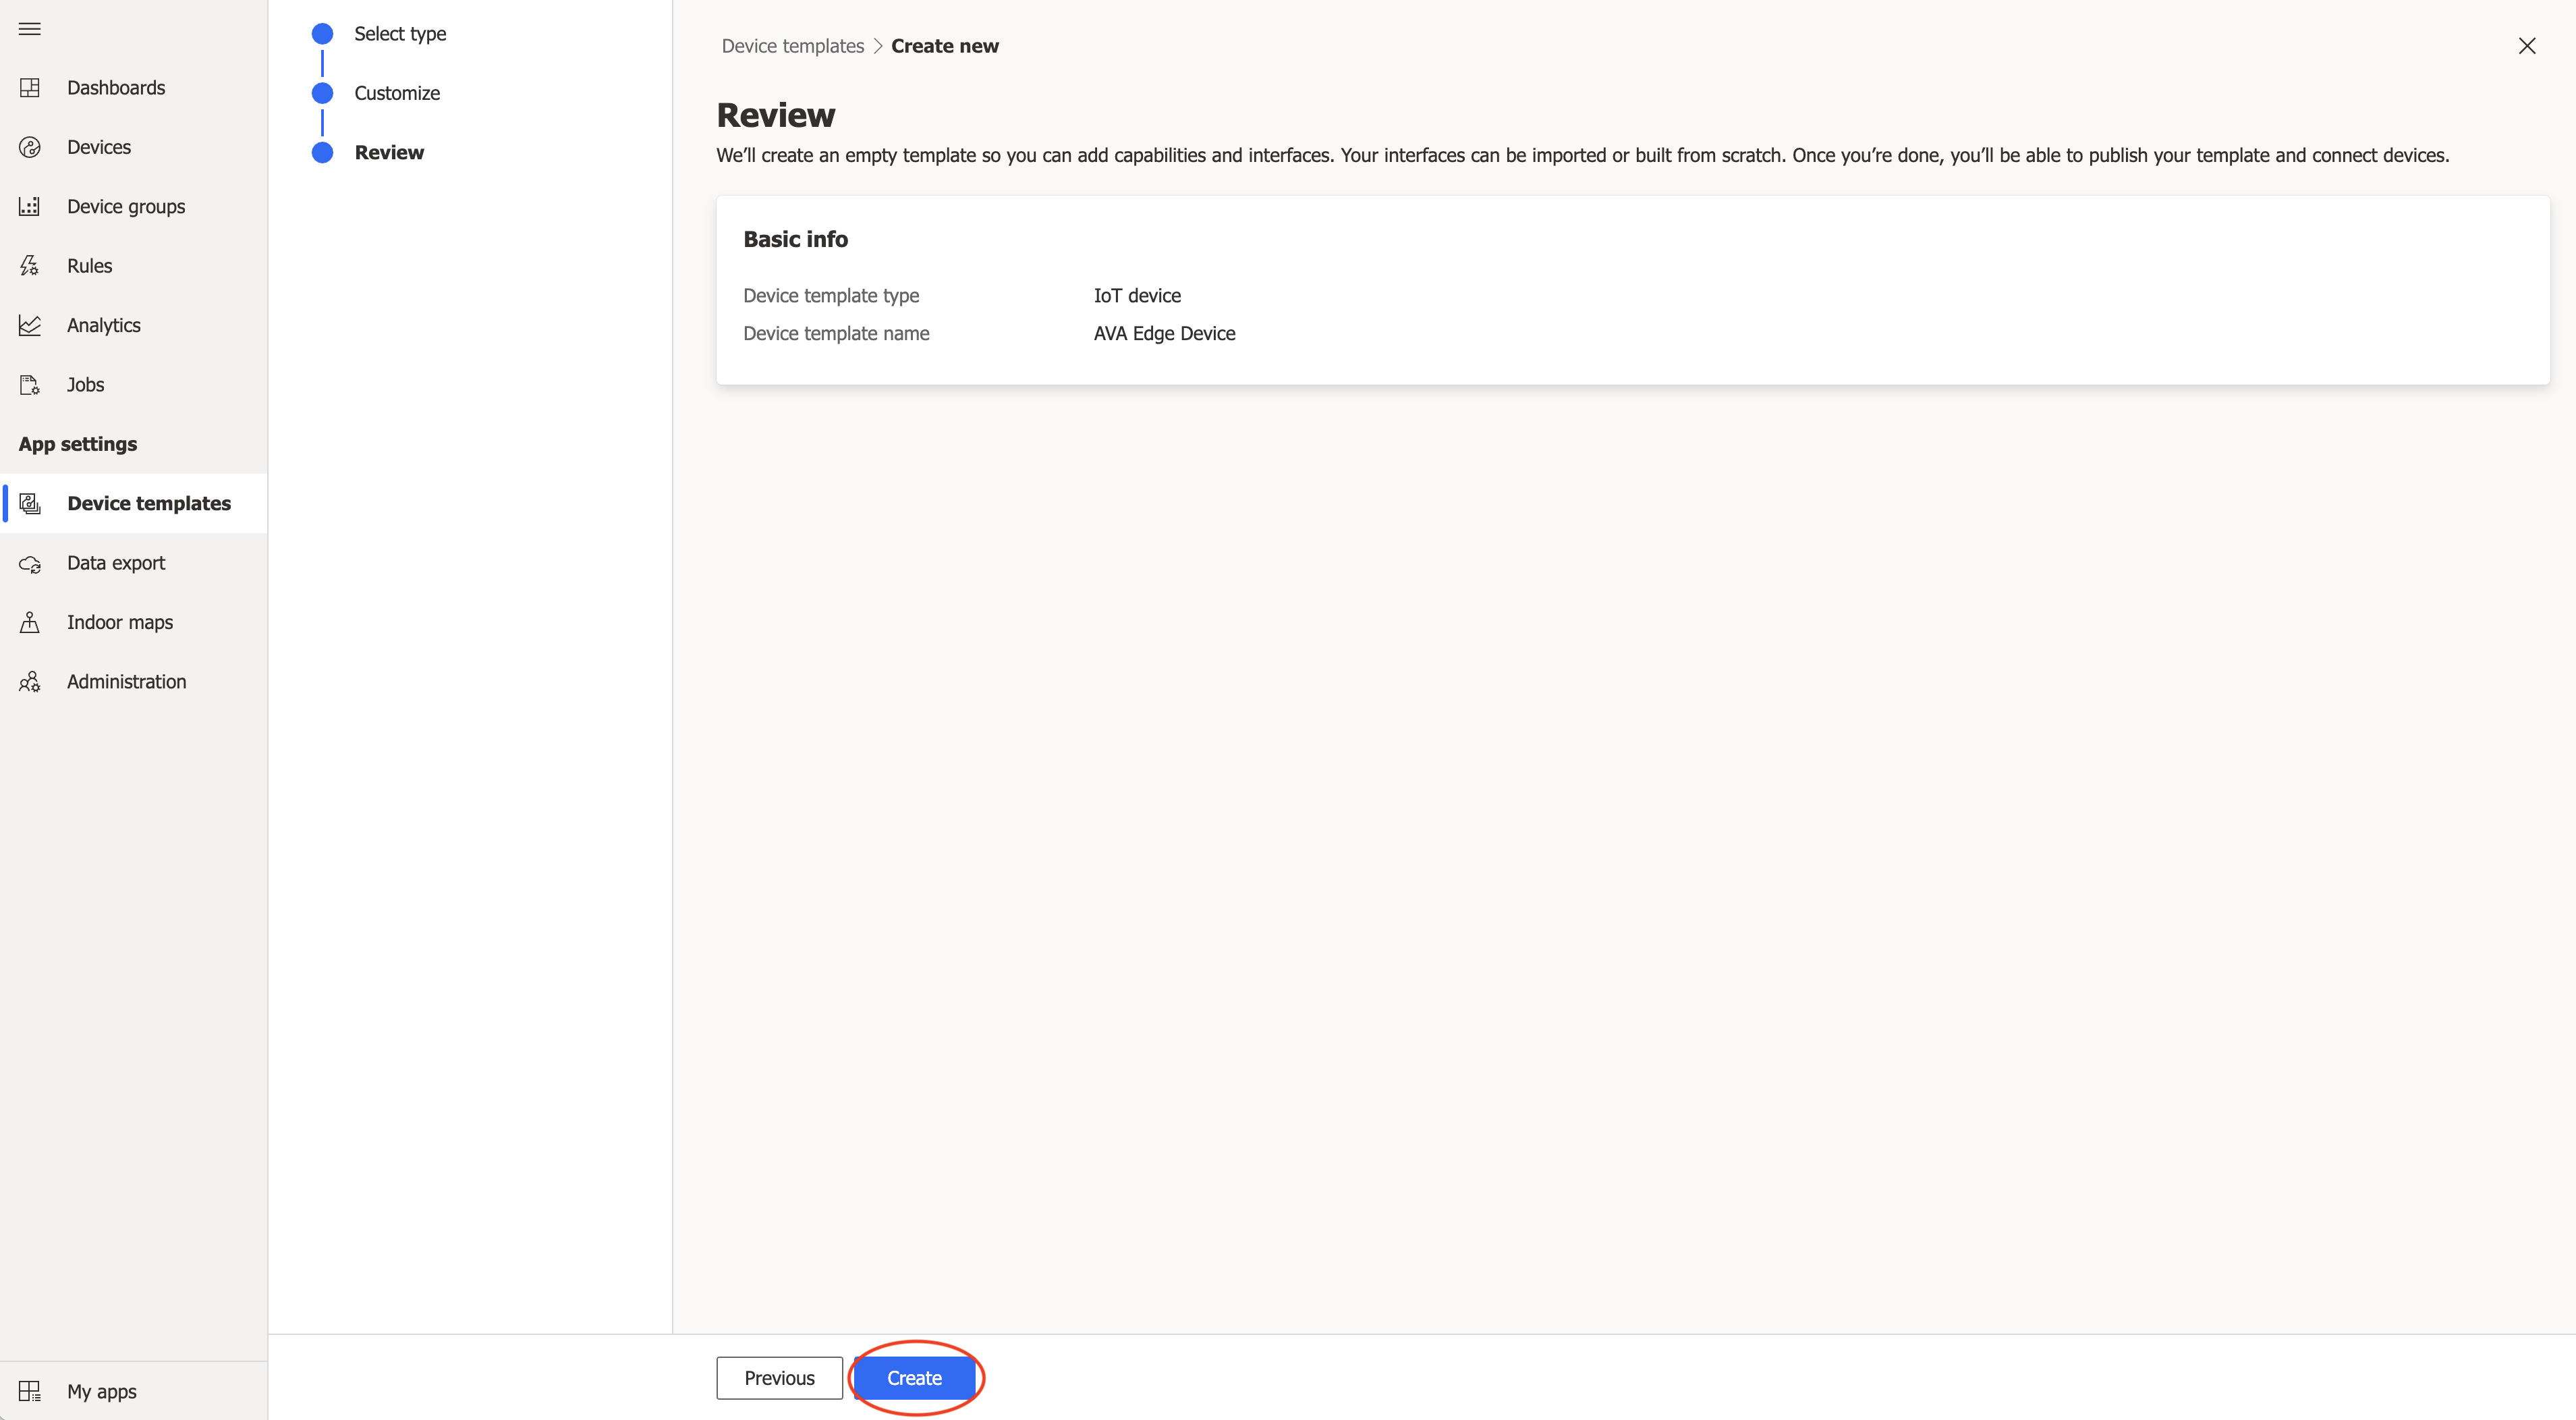 Dashboards
Devices
Device groups
Rules
Analytics
Jobs
App settings
Device templates
Data export
Indoor maps
Administration
My apps
Select type
Customize
Review
Device templates > Create new
Review
We’ll create an empty template so you can add capabilities and interfaces. Your interfaces can be imported or built from scratch. Once you’re done, you’ll be able to publish your template and connect devices.
Basic info
Device template type IoT device
Device template name AVA Edge Device
Previous Create